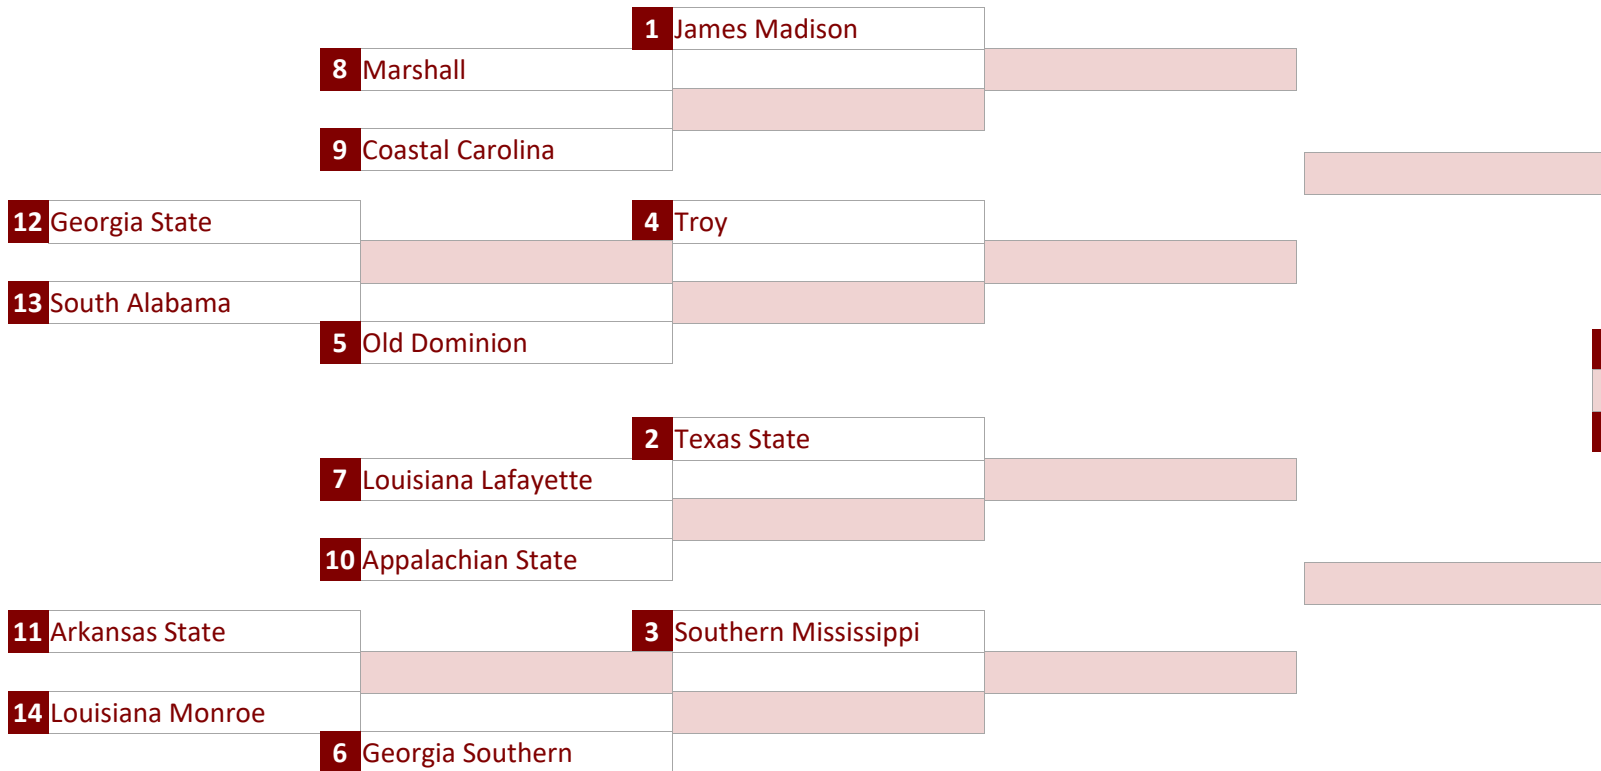 1 James Madison
8 Marshall
9 Coastal Carolina
12 Georgia State
4 Troy
13 South Alabama
5 Old Dominion
2 Texas State
7 Louisiana Lafayette
10 Appalachian State
11 Arkansas State
3 Southern Mississippi
14 Louisiana Monroe
6 Georgia Southern